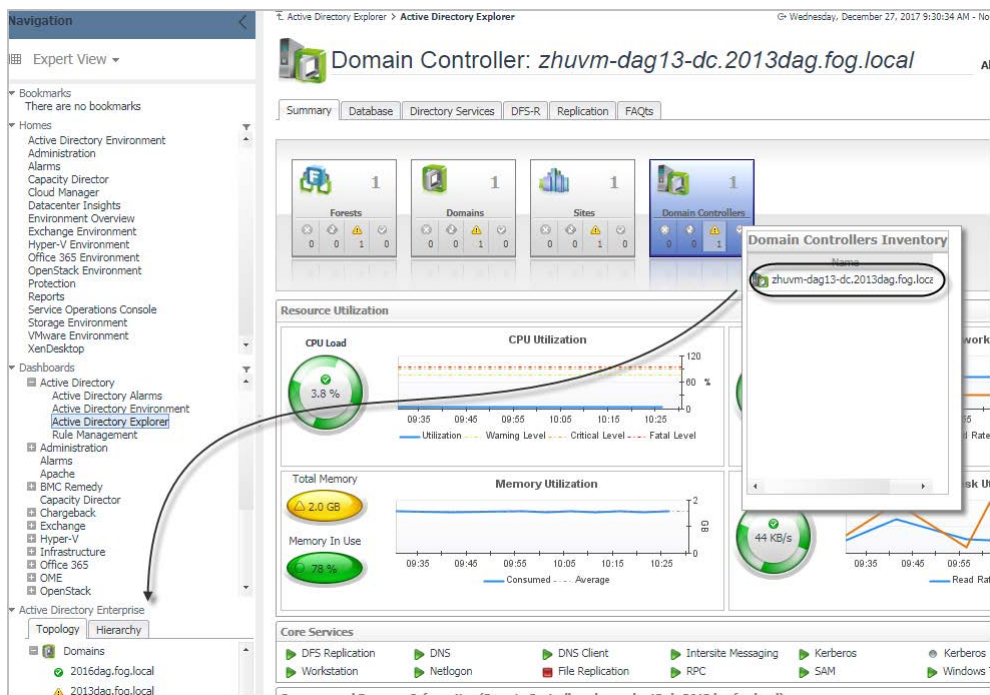 Navigation
Expert View
Bookmarks
There are no bookmarks
Homes
Active Directory Environment
Administration
Alarms
Capacity Director
Cloud Manager
Datacenter Insights
Environment Overview
Exchange Environment
Hyper-V Environment
Office 365 Environment
OpenStack Environment
Protection
Reports
Service Operations Console
Storage Environment
VMware Environment
XenDesktop
Dashboards
Active Directory
Active Directory Alarms
Active Directory Environment
Active Directory Explorer
Rule Management
Administration
Alarms
Apache
BMC Remedy
Capacity Director
Chargeback
Exchange
Hyper-V
Infrastructure
Office 365
OME
OpenStack
Active Directory Enterprise
Topology Hierarchy
Domains
2016dag.fog.local
2013dag.fog.local
Active Directory Explorer > Active Directory Explorer
Wednesday, December 27, 2017 9:30:34 AM - No
Domain Controller: zhuvm-dag13-dc.2013dag.fog.local
Al
Summary Database Directory Services DFS-R Replication FAQts
1 1 1 1
Forests Domains Sites Domain Controllers
0 0 1 0 0 0 1 0 0 0 1 0 0 0 1 0
Domain Controllers Inventory
Name
zhuvm-dag13-dc.2013dag.fog.loca
Resource Utilization
CPU Load
3.8 %
CPU Utilization
120
60 %
0
09:35 09:45 09:55 10:05 10:15 10:25
Utilization Warning Level Critical Level Fatal Level
work
Rate
Total Memory
2.0 GB
Memory In Use
78 %
Memory Utilization
2
GB
0
09:35 09:45 09:55 10:05 10:15 10:25
Consumed Average
sk Ut
44 KB/s
09:35 09:45 09:55
Read Rat
Core Services
DFS Replication DNS DNS Client Intersite Messaging Kerberos Kerberos
Workstation Netlogon File Replication RPC SAM Windows T